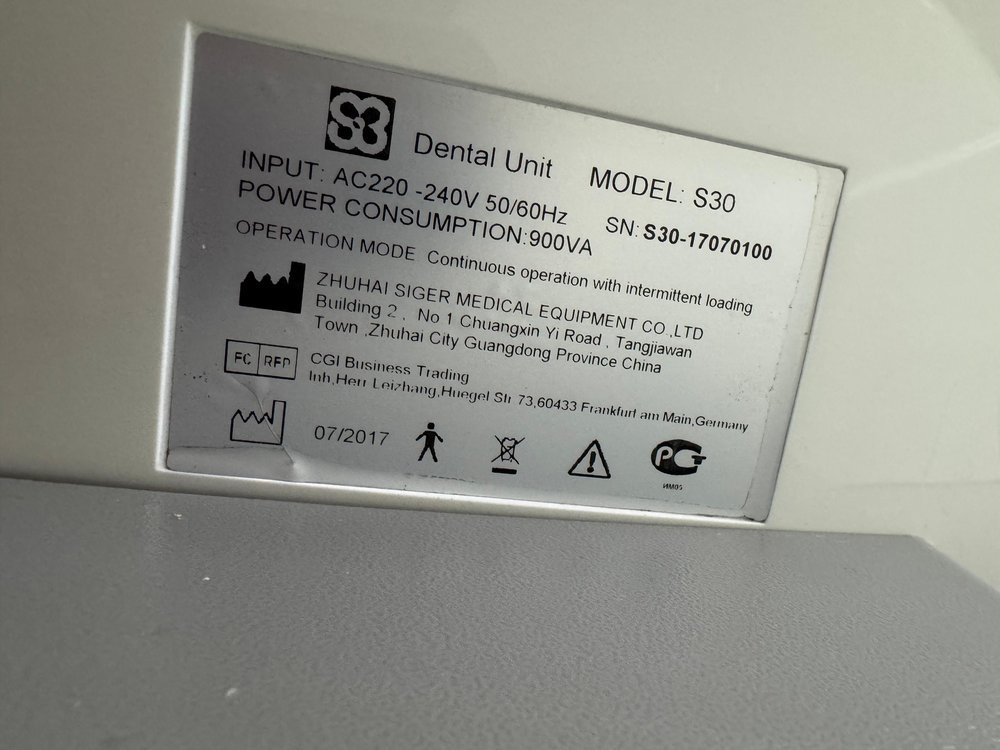 S3
Dental Unit MODEL: S30
INPUT: AC220 -240V 50/60Hz SN: S30-17070100
POWER CONSUMPTION:900VA
OPERATION MODE Continuous operation with intermittent loading
ZHUHAI SIGER MEDICAL EQUIPMENT CO.,LTD
Building 2 , No 1 Chuangxin Yi Road , Tangjiawan
Town ,Zhuhai City Guangdong Province China
EC REP CGI Business Trading
Inh,Herr Leizhang,Huegel Str 73,60433 Frankfurt am Main,Germany
07/2017
РСТ
ИМ05